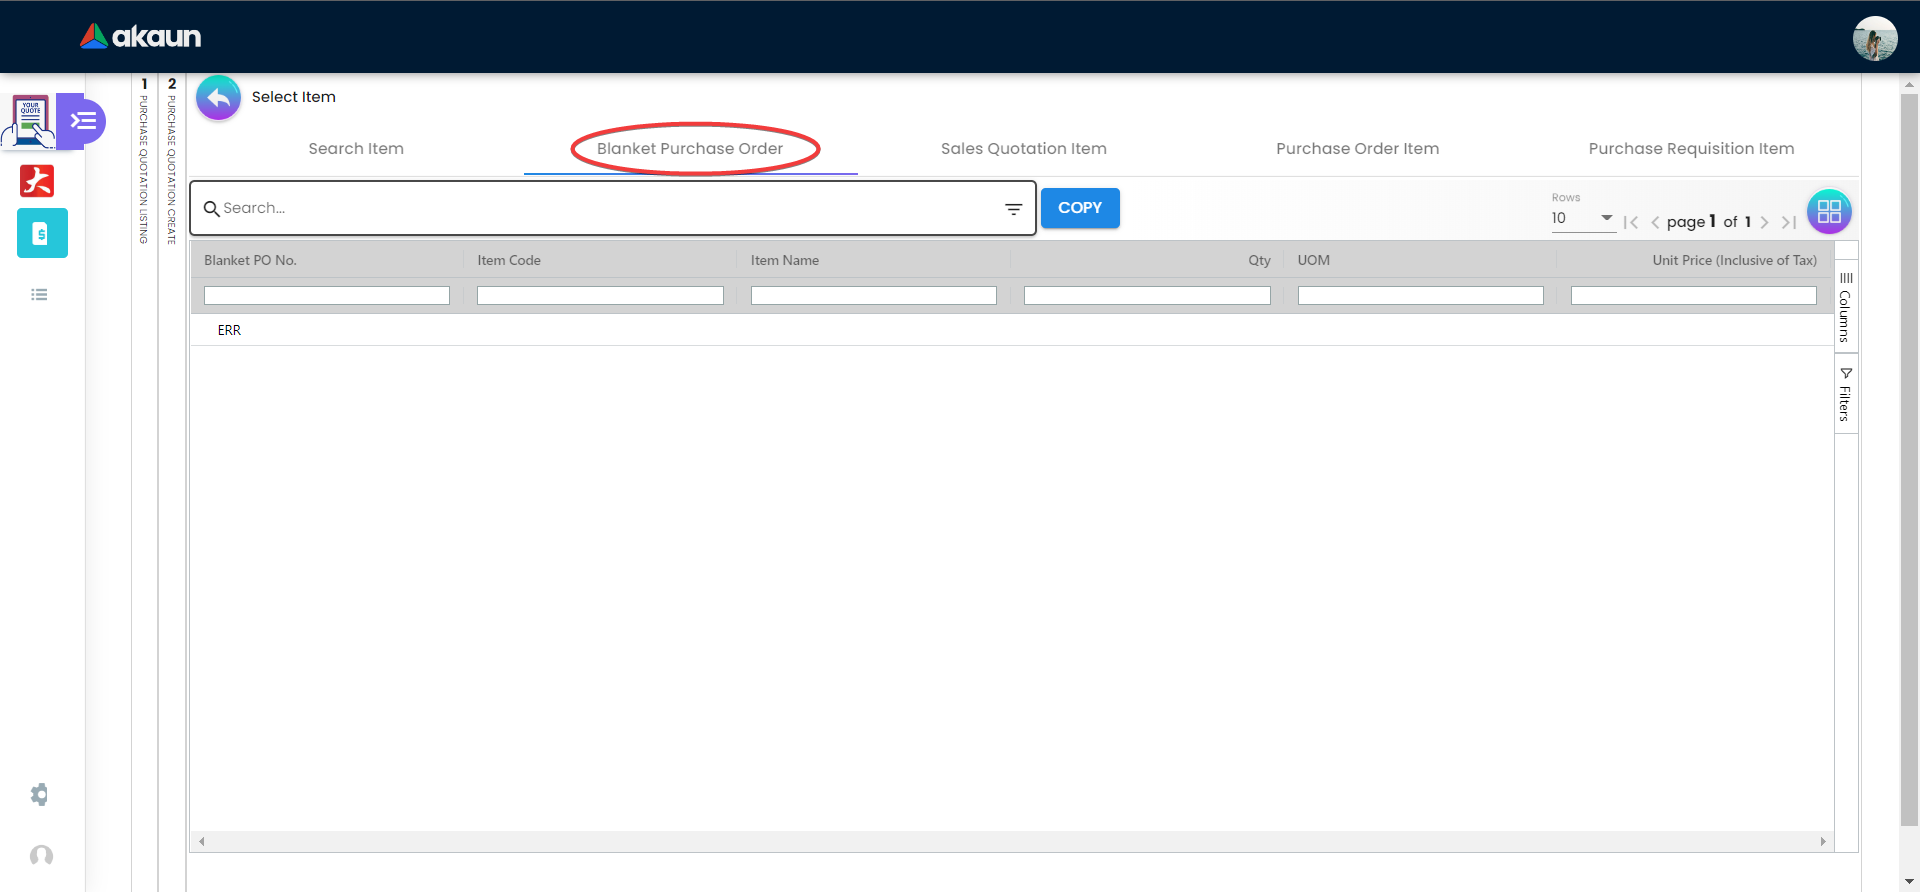 akaun
YOUR
QUOTE
1 PURCHASE QUOTATION LISTING
2 PURCHASE QUOTATION CREATE
Select Item
Search Item
Blanket Purchase Order
Sales Quotation Item
Purchase Order Item
Purchase Requisition Item
Search...
COPY
Rows
10
page 1 of 1
Blanket PO No.
Item Code
Item Name
Qty
UOM
Unit Price (Inclusive of Tax)
ERR
Columns
Filters